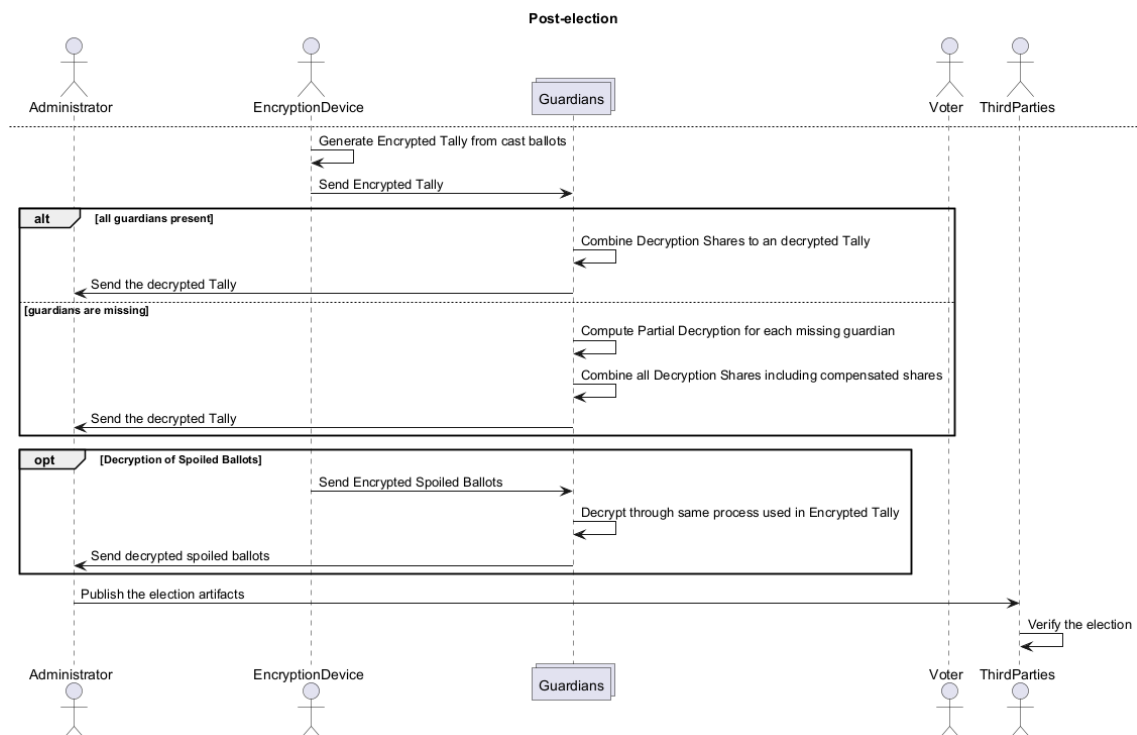 Post-election
Administrator
EncryptionDevice
Guardians
Voter
ThirdParties
Generate Encrypted Tally from cast ballots
Send Encrypted Tally
alt
[all guardians present]
Combine Decryption Shares to an decrypted Tally
Send the decrypted Tally
[guardians are missing]
Compute Partial Decryption for each missing guardian
Combine all Decryption Shares including compensated shares
Send the decrypted Tally
opt
[Decryption of Spoiled Ballots]
Send Encrypted Spoiled Ballots
Decrypt through same process used in Encrypted Tally
Send decrypted spoiled ballots
Publish the election artifacts
Verify the election
Administrator
EncryptionDevice
Guardians
Voter
ThirdParties